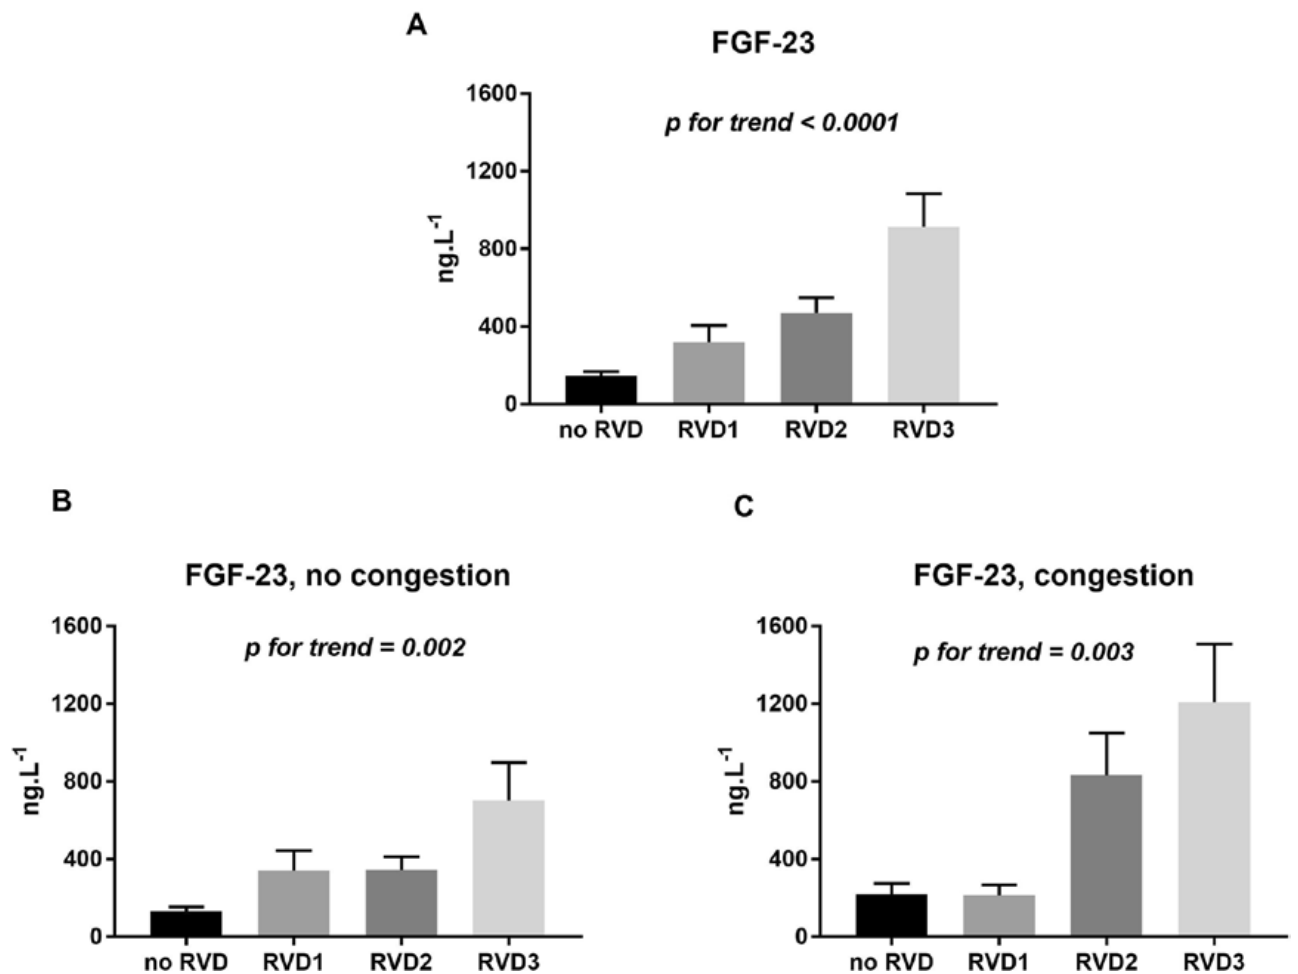 A
FGF-23
p for trend < 0.0001
1600
1200
800
400
0
ng.L⁻¹
no RVD RVD1 RVD2 RVD3
B
FGF-23, no congestion
p for trend = 0.002
1600
1200
800
400
0
ng.L⁻¹
no RVD RVD1 RVD2 RVD3
C
FGF-23, congestion
p for trend = 0.003
1600
1200
800
400
0
ng.L⁻¹
no RVD RVD1 RVD2 RVD3